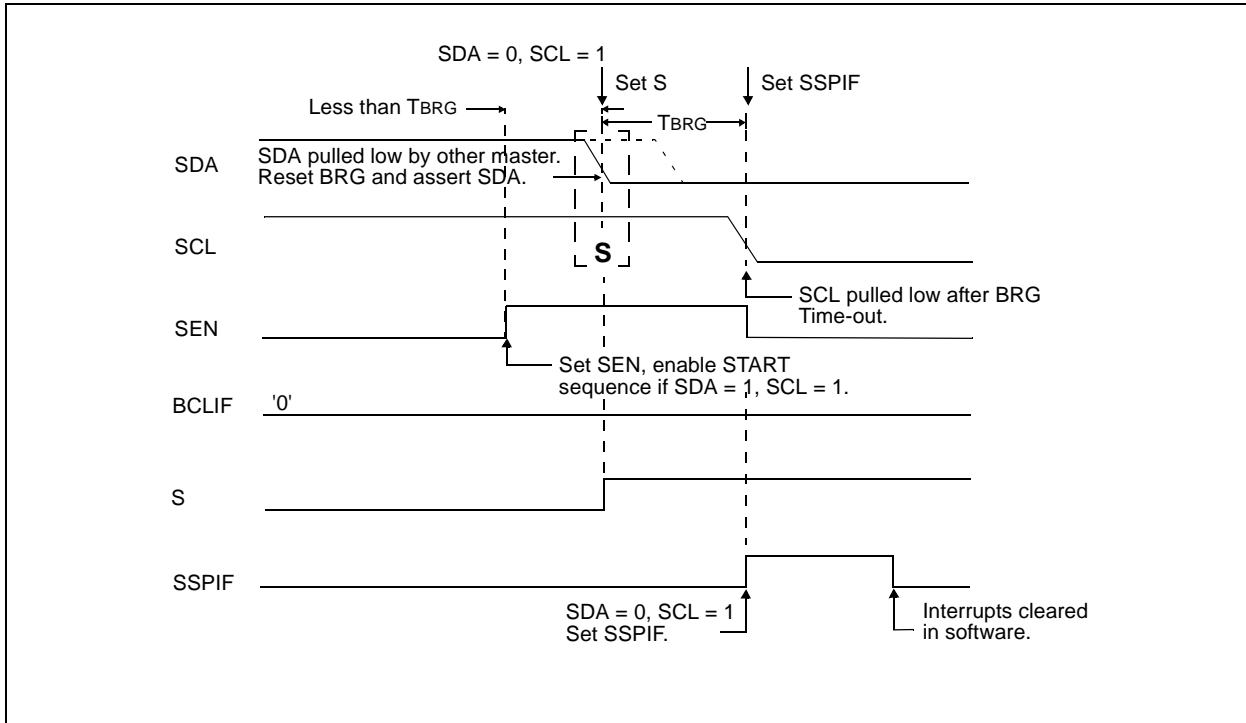 SDA = 0, SCL = 1
Set S
Set SSPIF
Less than TBRG
TBRG
SDA
SDA pulled low by other master.
Reset BRG and assert SDA.
SCL
S
SCL pulled low after BRG
Time-out.
SEN
Set SEN, enable START
sequence if SDA = 1, SCL = 1.
BCLIF
'0'
S
SSPIF
SDA = 0, SCL = 1
Set SSPIF.
Interrupts cleared
in software.